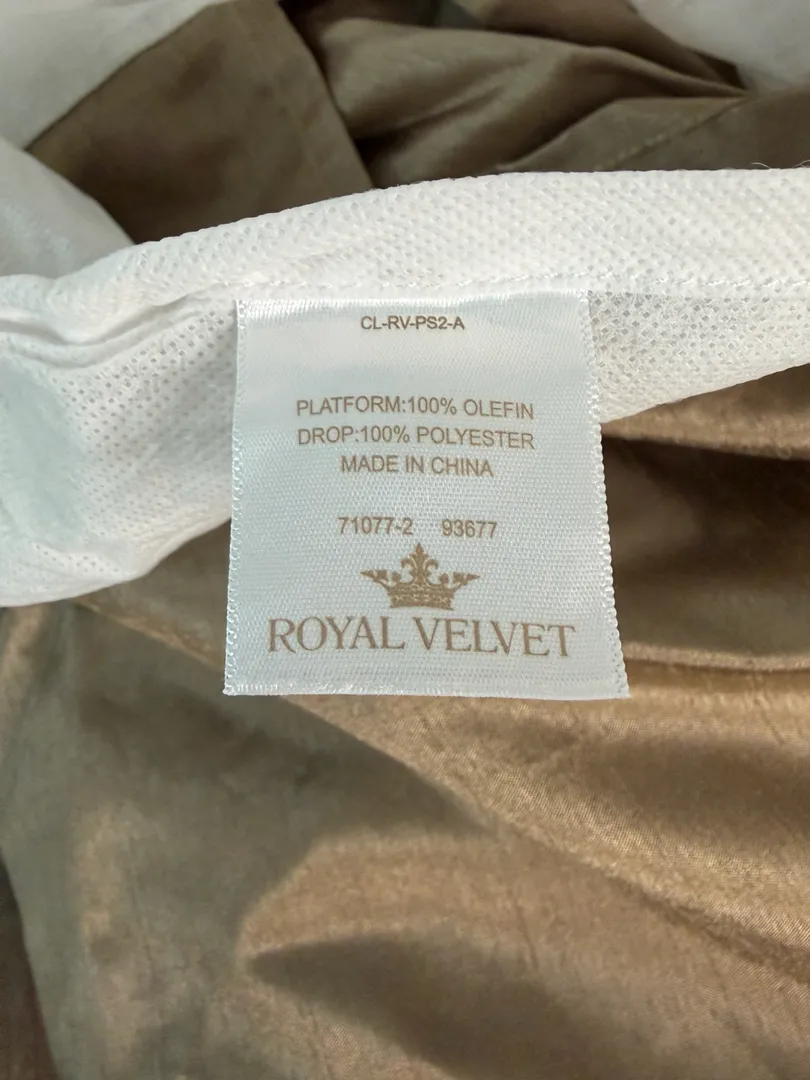 CL-RV-PS2-A
PLATFORM:100% OLEFIN
DROP:100% POLYESTER
MADE IN CHINA
71077-2 93677
ROYAL VELVET